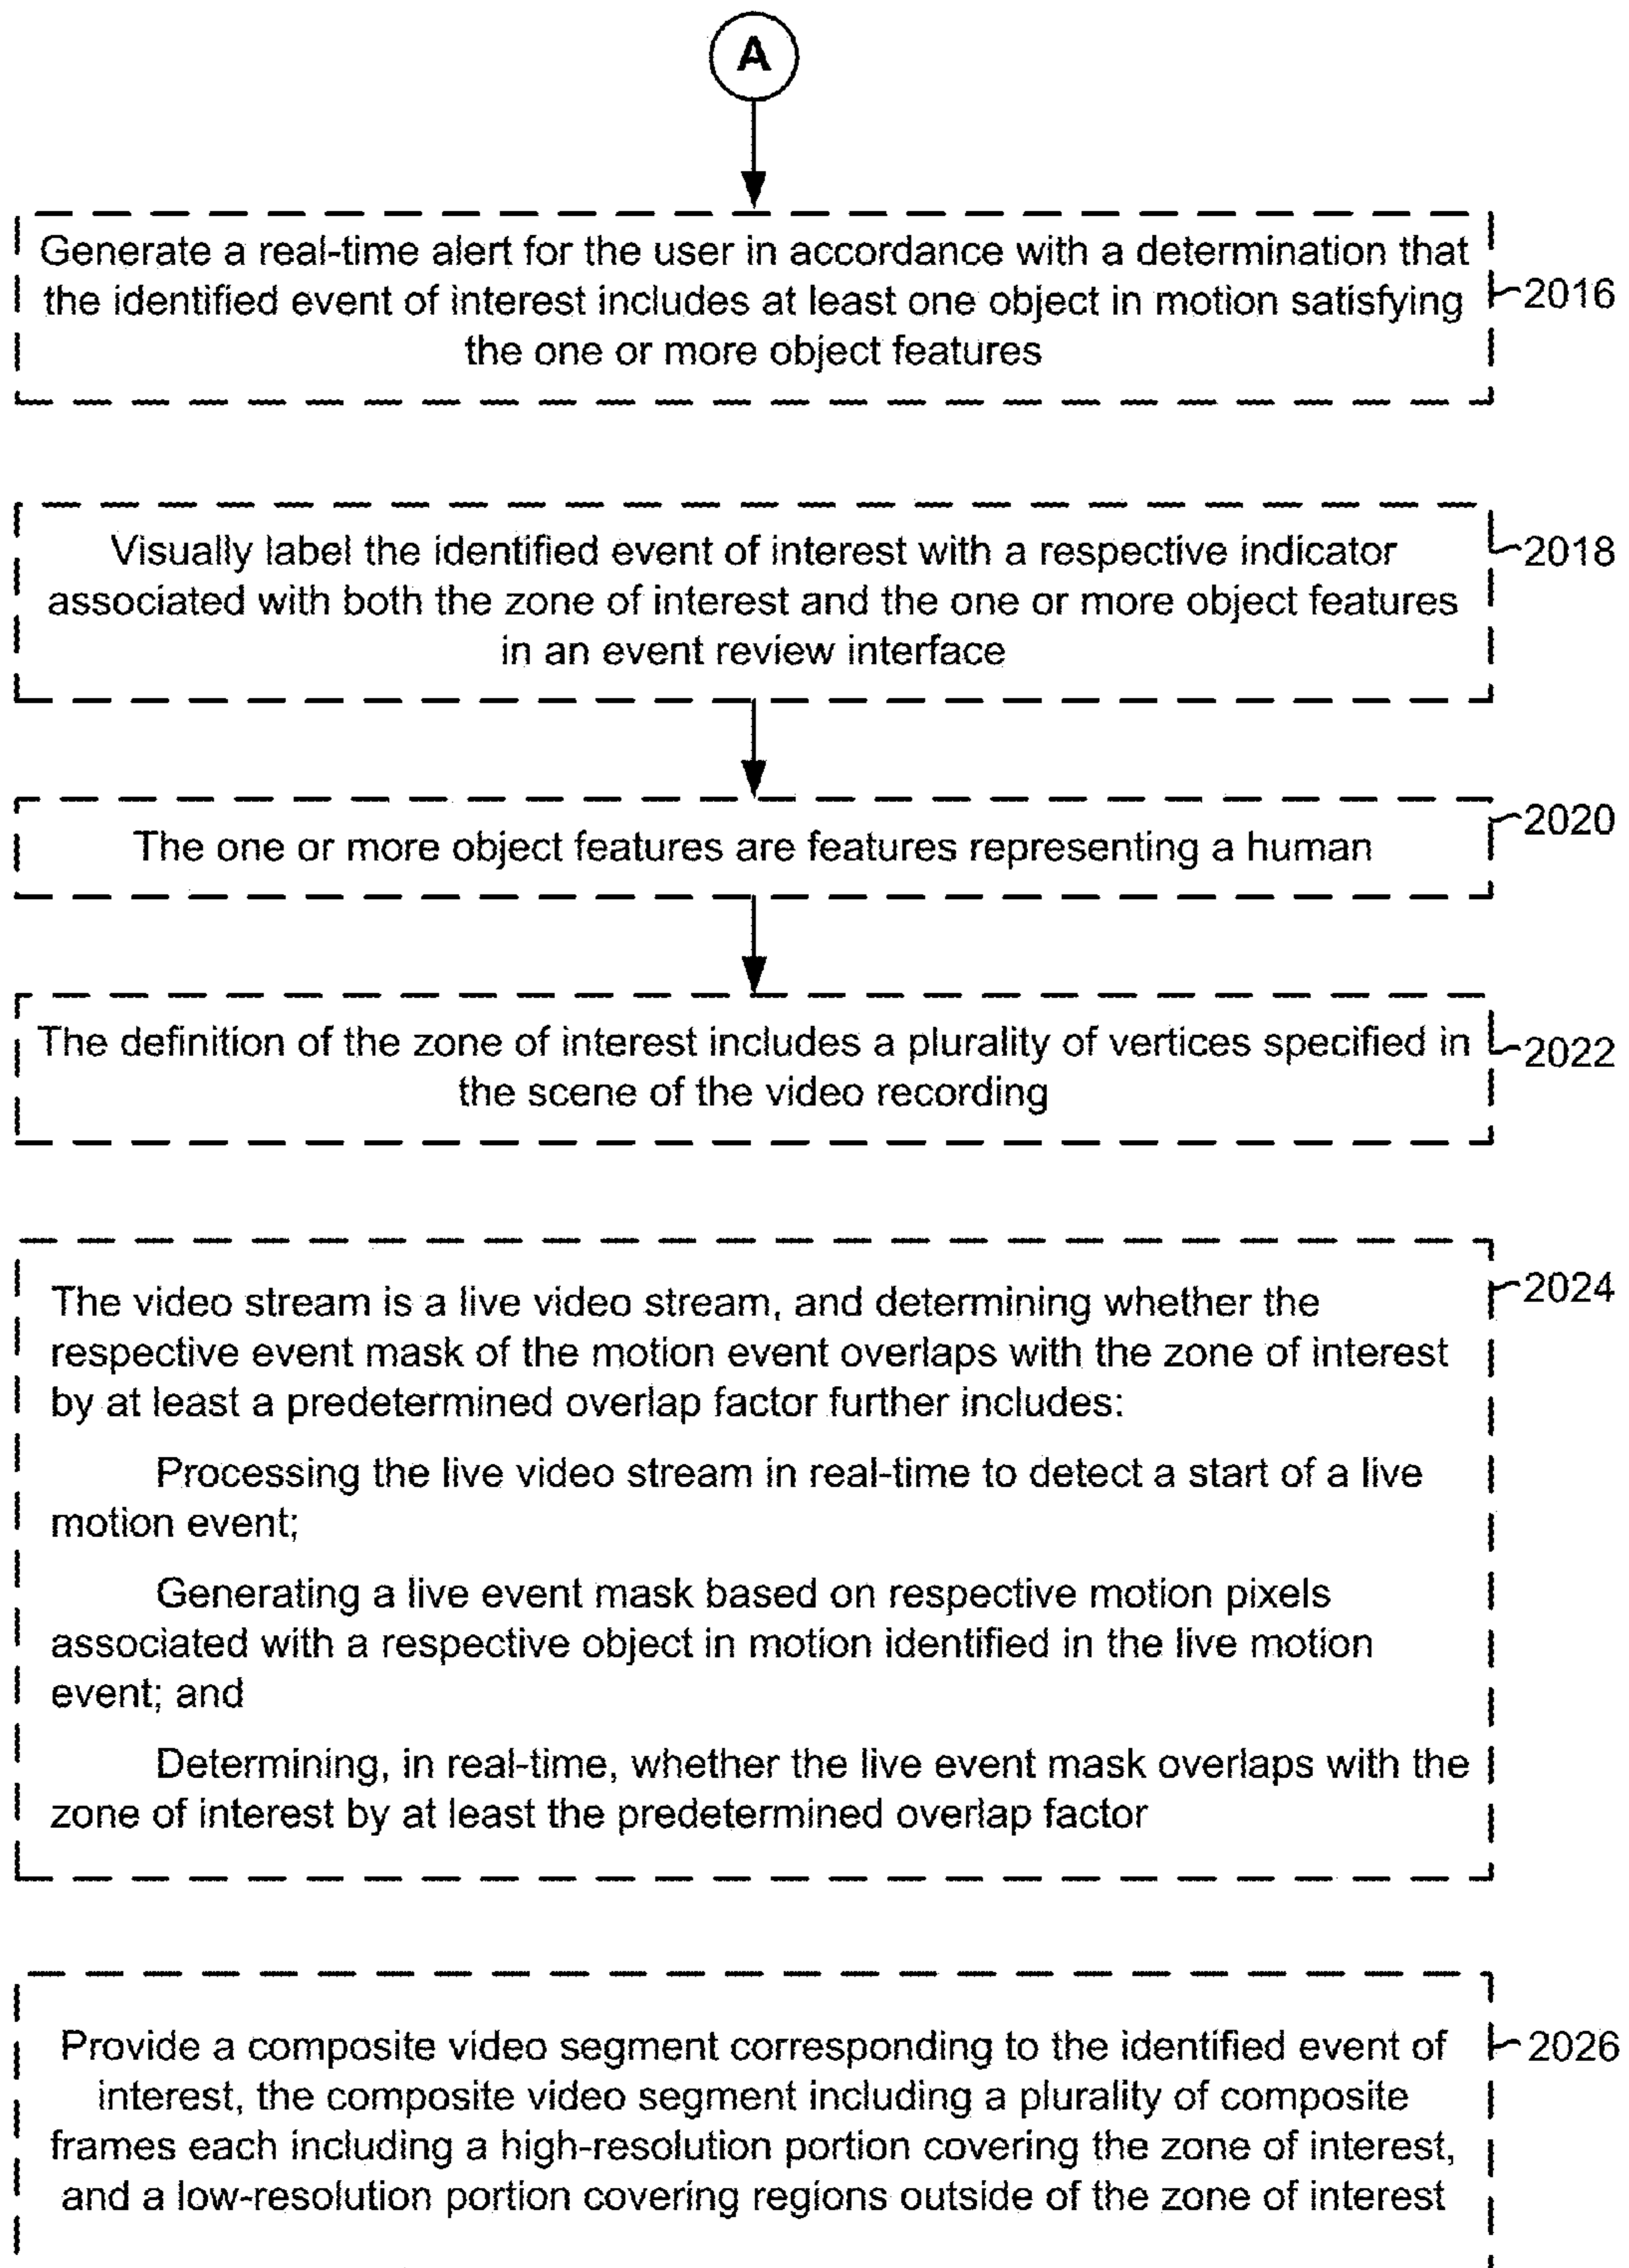 A
Generate a real-time alert for the user in accordance with a determination that
the identified event of interest includes at least one object in motion satisfying
the one or more object features
2016
Visually label the identified event of interest with a respective indicator
associated with both the zone of interest and the one or more object features
in an event review interface
2018
The one or more object features are features representing a human
2020
The definition of the zone of interest includes a plurality of vertices specified in
the scene of the video recording
2022
The video stream is a live video stream, and determining whether the
respective event mask of the motion event overlaps with the zone of interest
by at least a predetermined overlap factor further includes:
Processing the live video stream in real-time to detect a start of a live
motion event;
Generating a live event mask based on respective motion pixels
associated with a respective object in motion identified in the live motion
event; and
Determining, in real-time, whether the live event mask overlaps with the
zone of interest by at least the predetermined overlap factor
2024
Provide a composite video segment corresponding to the identified event of
interest, the composite video segment including a plurality of composite
frames each including a high-resolution portion covering the zone of interest,
and a low-resolution portion covering regions outside of the zone of interest
2026